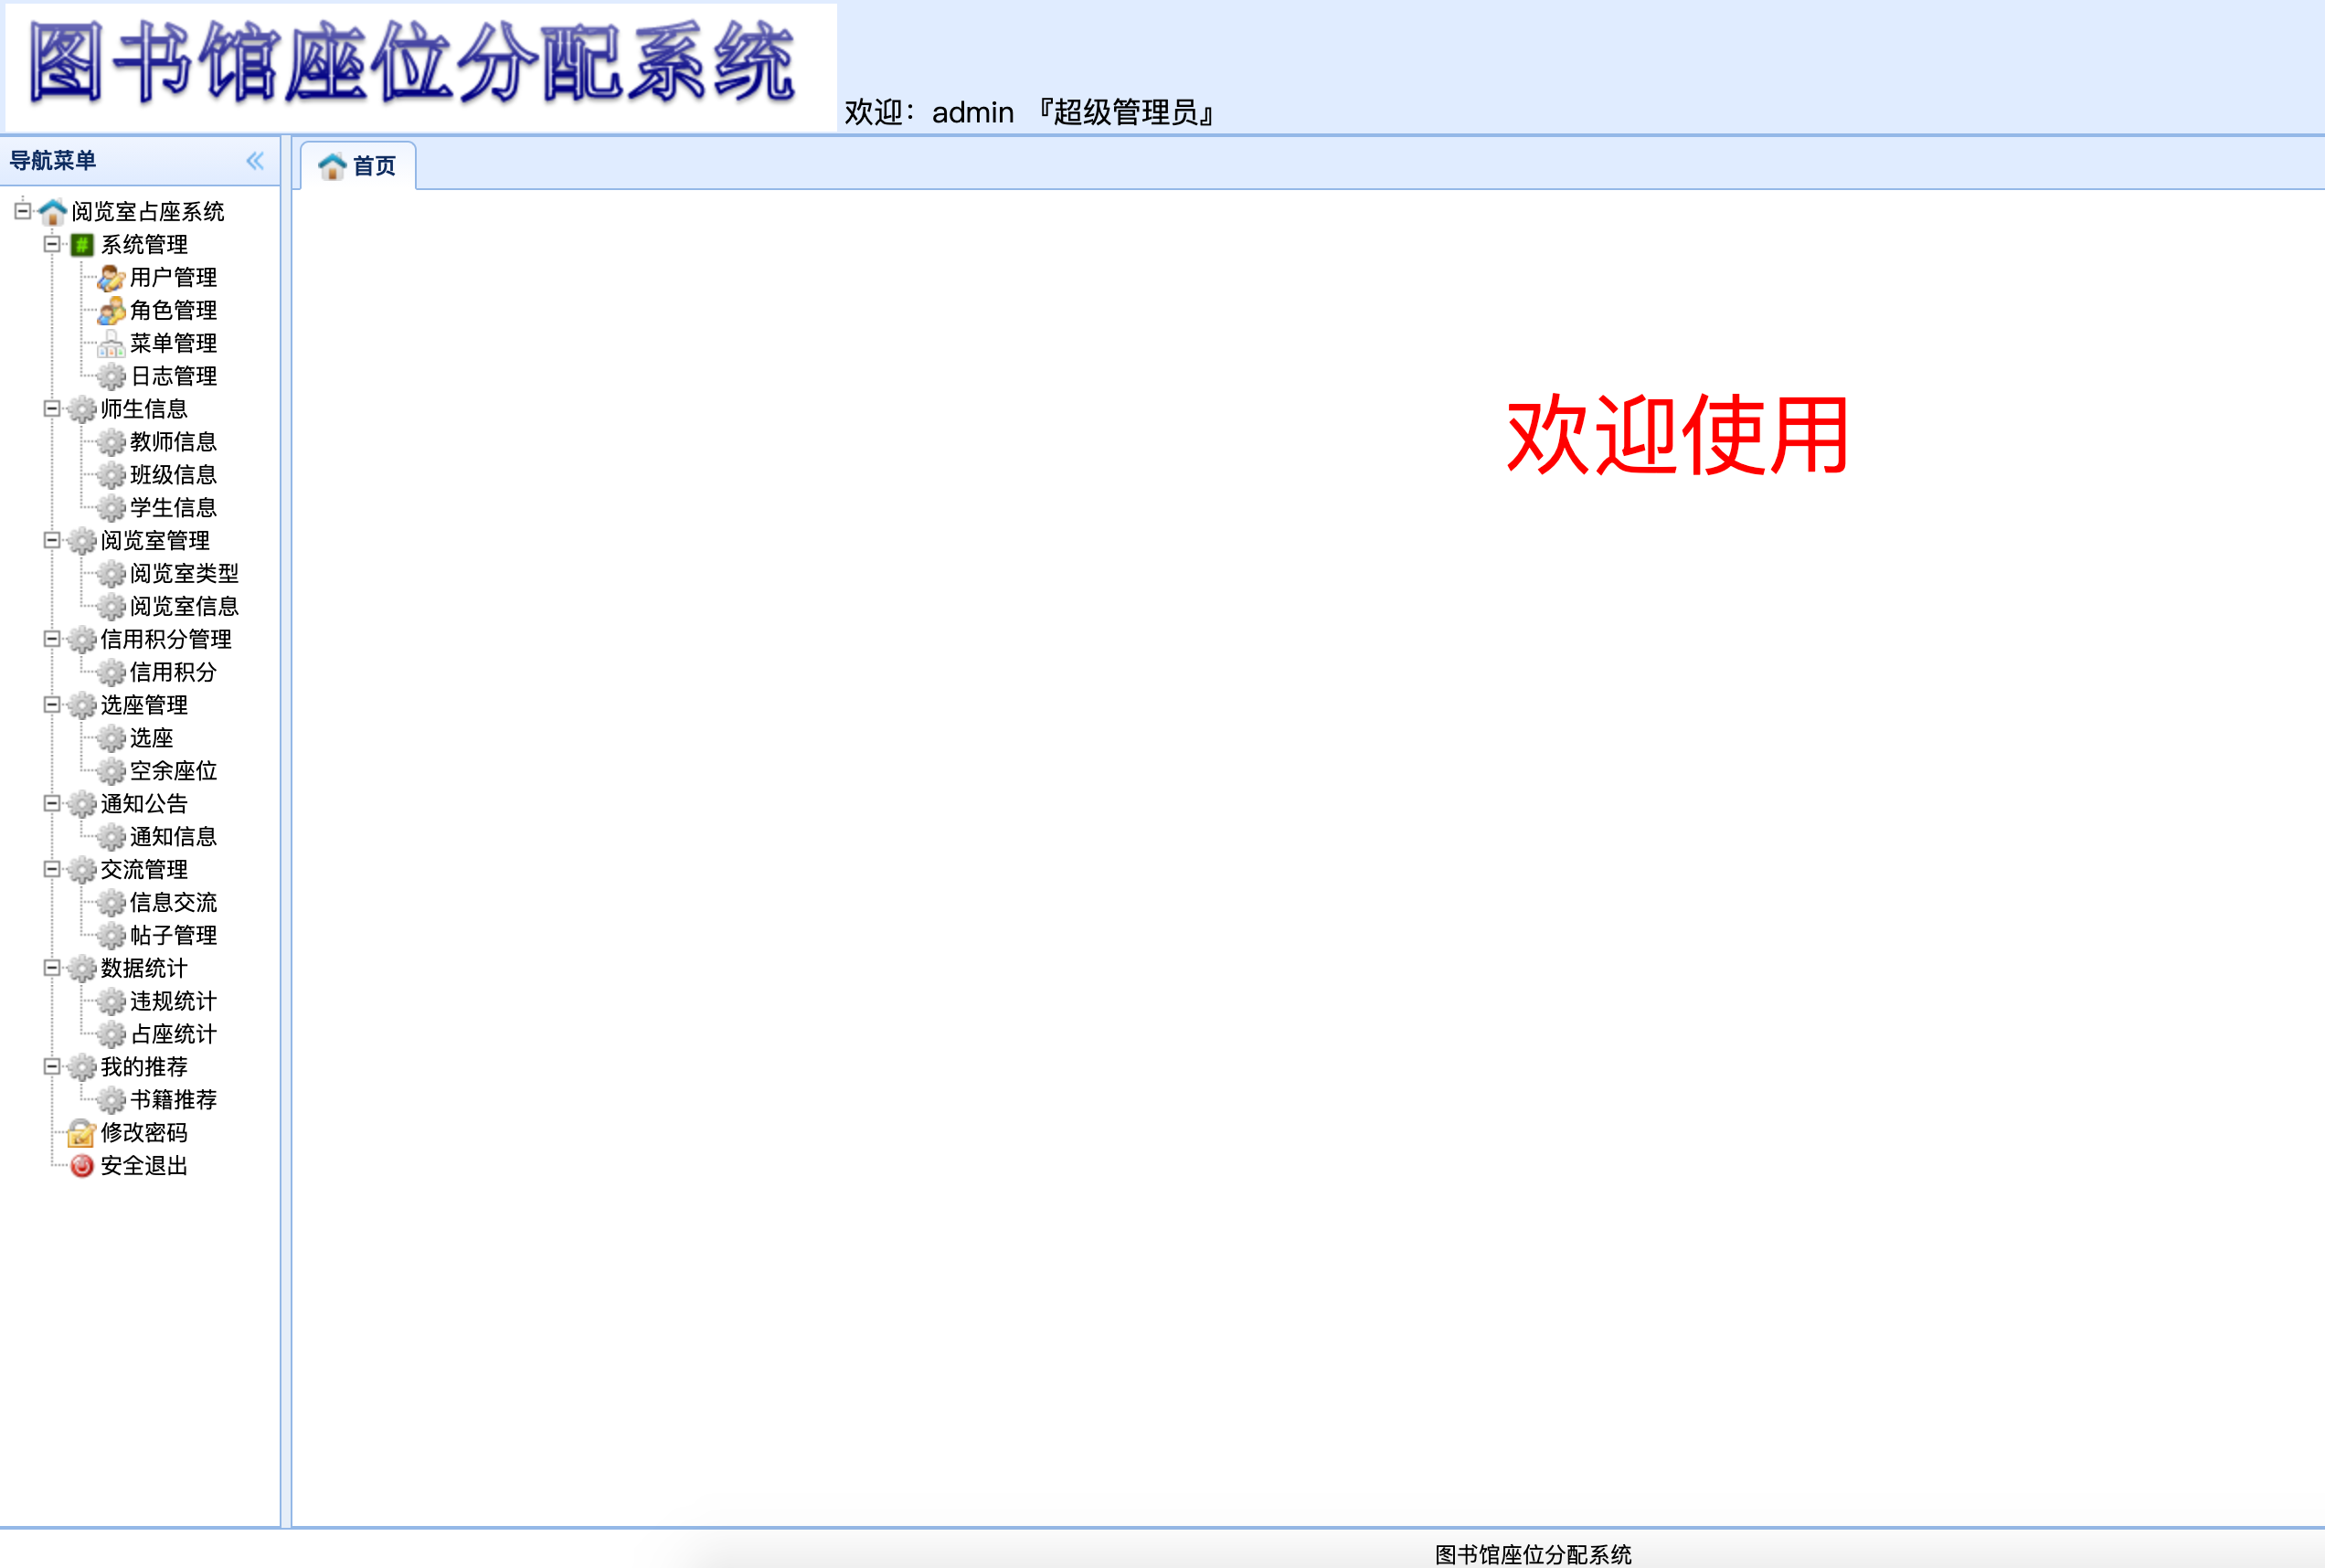 图书馆座位分配系统
欢迎：admin 『超级管理员』
导航菜单
首页
阅览室占座系统
系统管理
用户管理
角色管理
菜单管理
日志管理
师生信息
教师信息
班级信息
学生信息
阅览室管理
阅览室类型
阅览室信息
信用积分管理
信用积分
选座管理
选座
空余座位
通知公告
通知信息
交流管理
信息交流
帖子管理
数据统计
违规统计
占座统计
我的推荐
书籍推荐
修改密码
安全退出
欢迎使用
图书馆座位分配系统